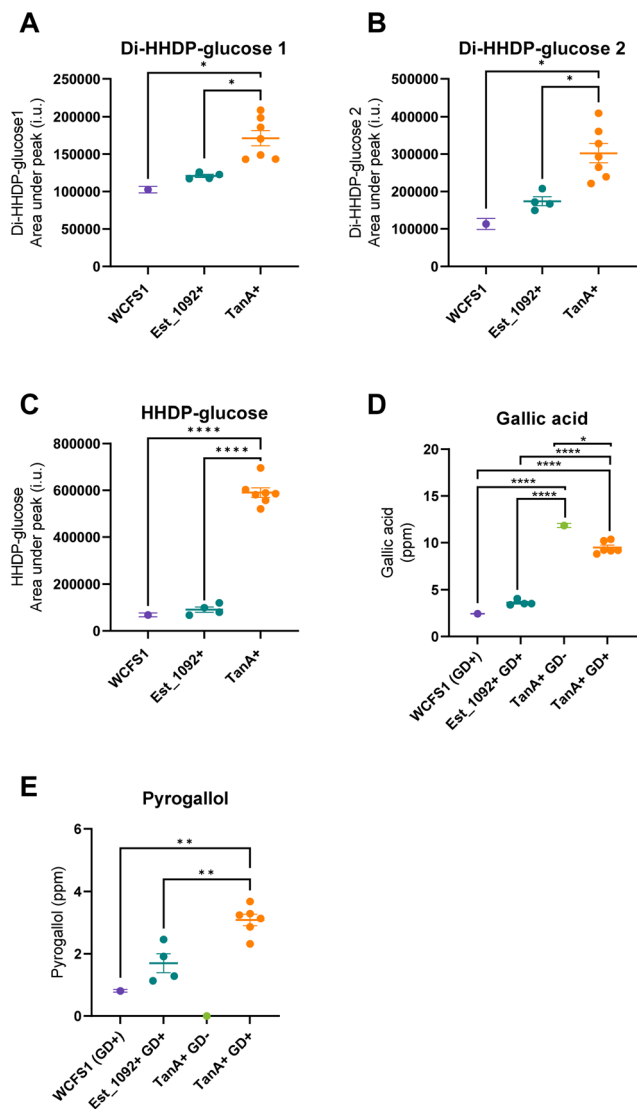 A
Di-HHDP-glucose 1
Di-HHDP-glucose1
Area under peak (i.u.)
250000
200000
150000
100000
50000
0
*
*
WCFS1
Est_1092+
TanA+
B
Di-HHDP-glucose 2
Di-HHDP-glucose 2
Area under peak (i.u.)
500000
400000
300000
200000
100000
0
*
*
WCFS1
Est_1092+
TanA+
C
HHDP-glucose
HHDP-glucose
Area under peak (i.u.)
800000
600000
400000
200000
0
****
****
WCFS1
Est_1092+
TanA+
D
Gallic acid
Gallic acid
(ppm)
20
15
10
5
0
*
****
****
****
****
WCFS1 (GD+)
Est_1092+ GD+
TanA+ GD-
TanA+ GD+
E
Pyrogallol
Pyrogallol (ppm)
6
4
2
0
**
**
WCFS1 (GD+)
Est_1092+ GD+
TanA+ GD-
TanA+ GD+